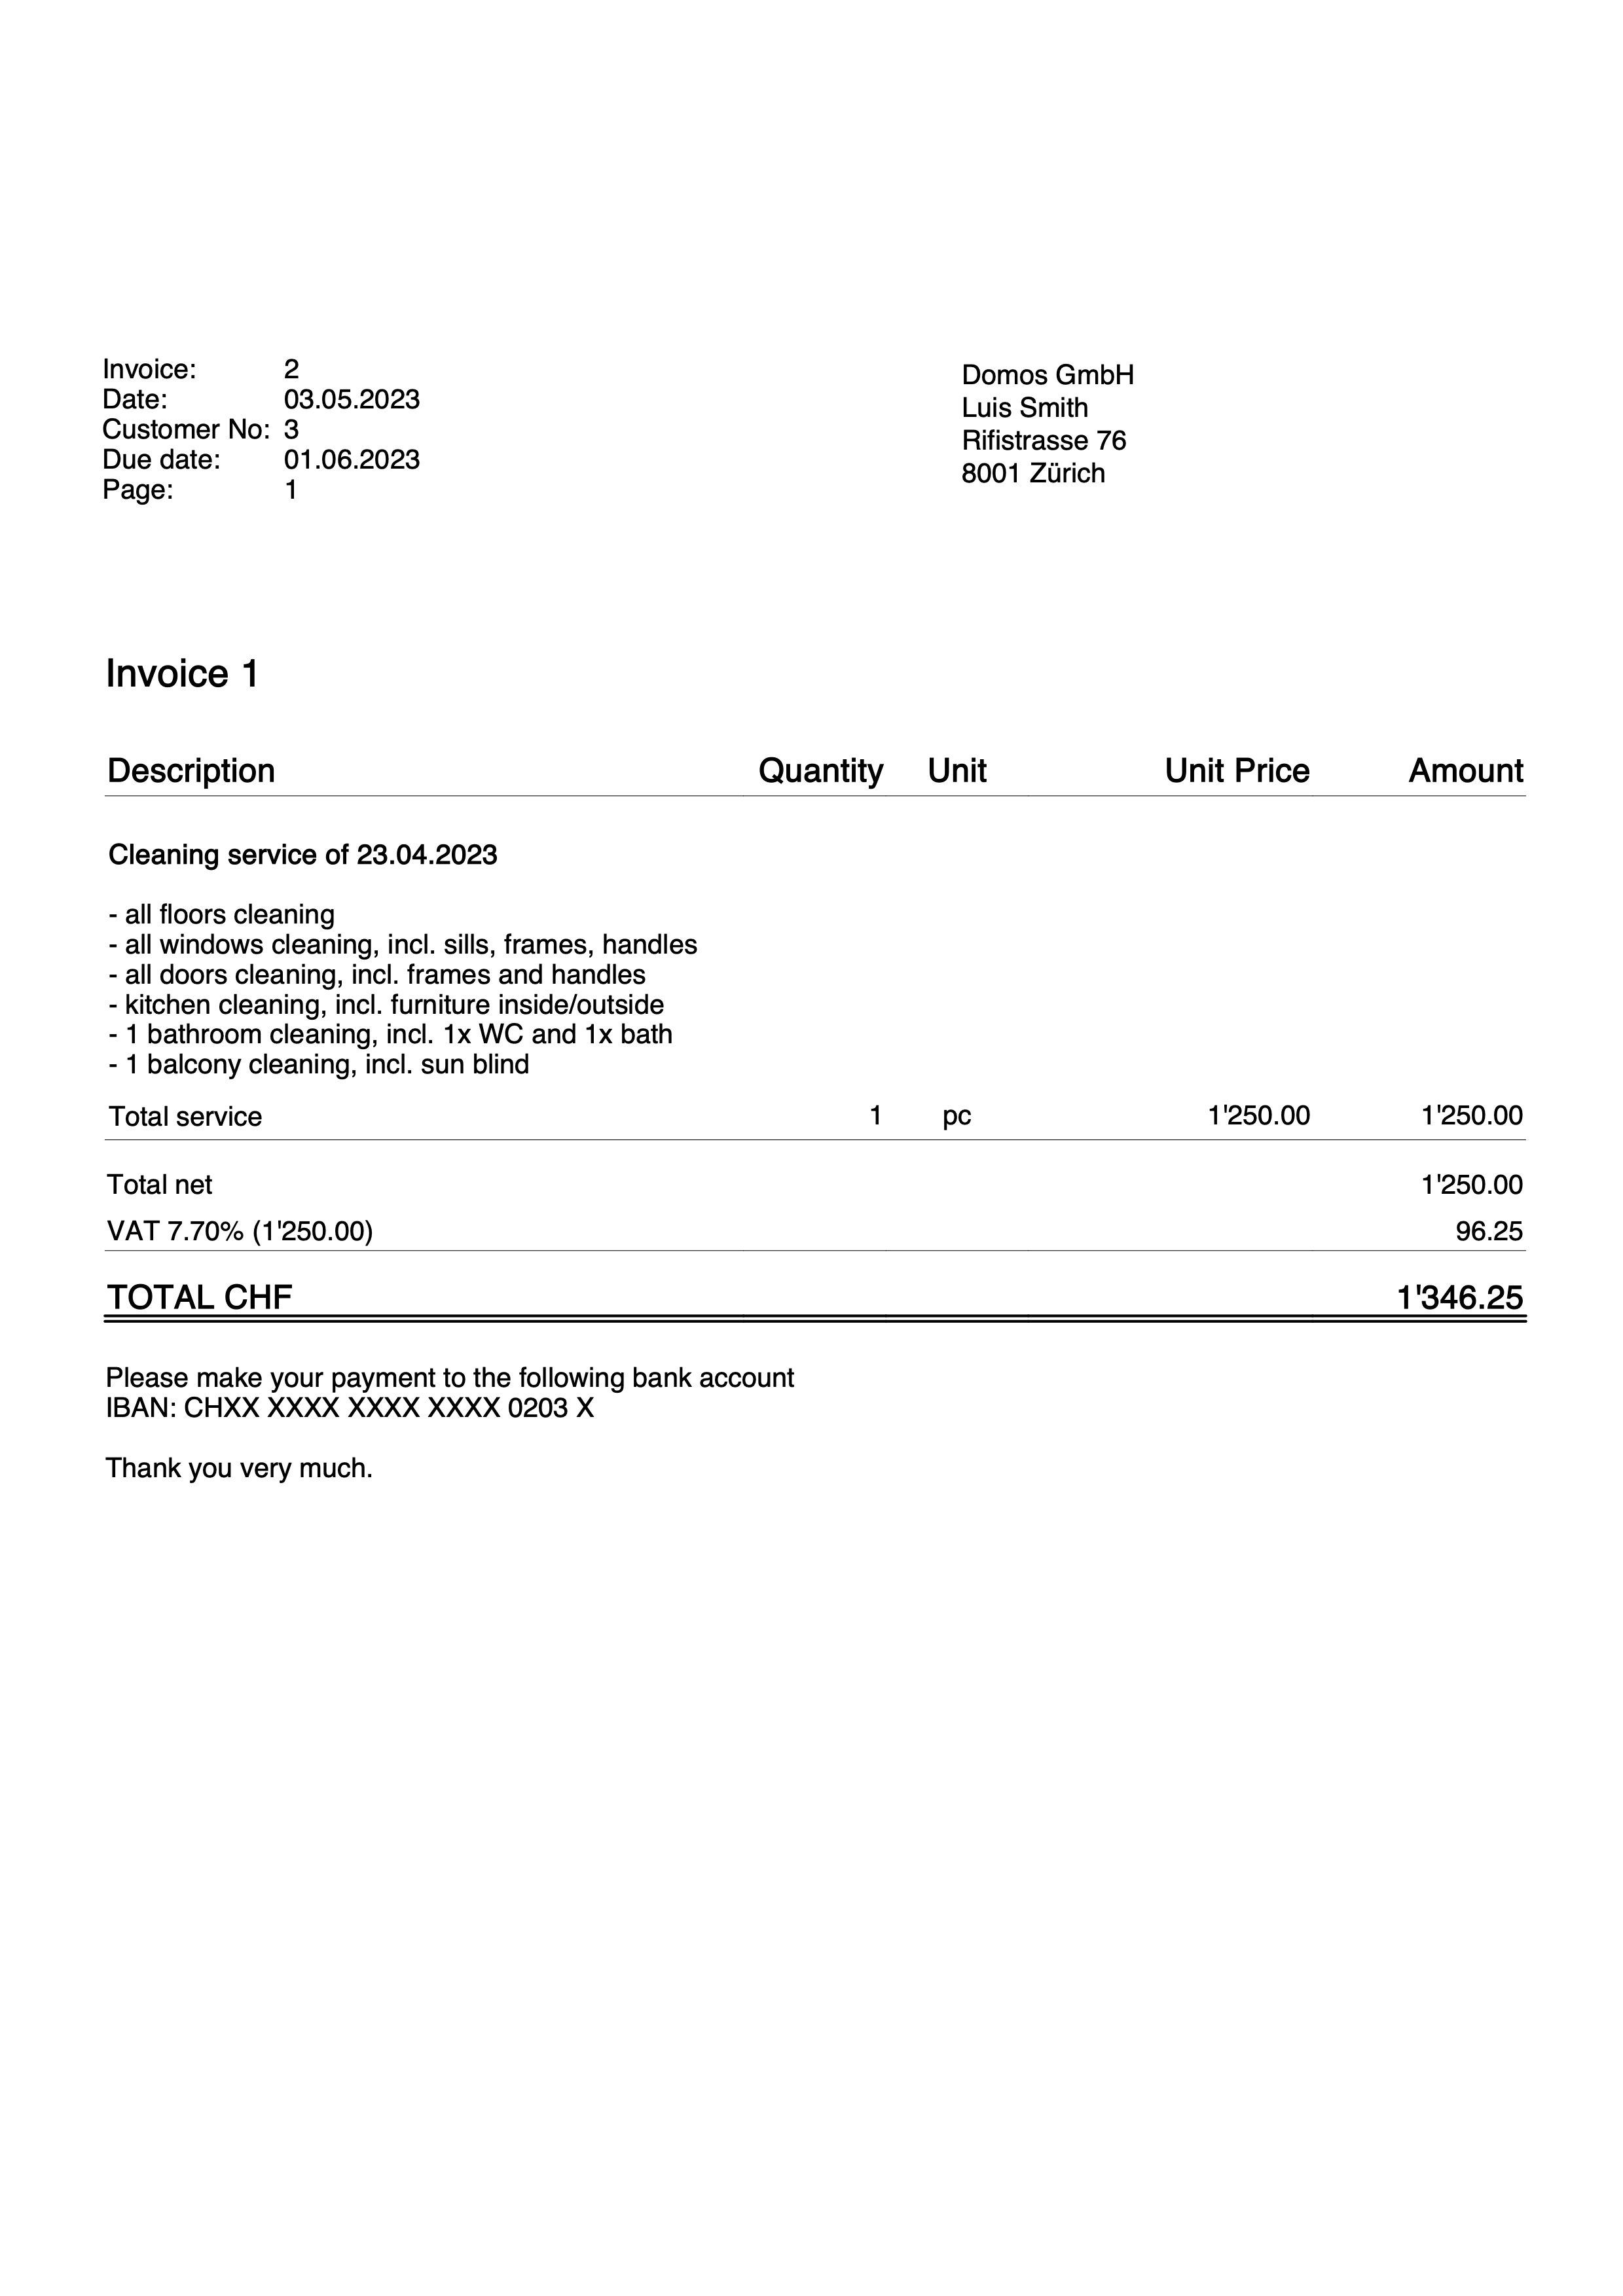 Invoice: 2
Date: 03.05.2023
Customer No: 3
Due date: 01.06.2023
Page: 1
Domos GmbH
Luis Smith
Rifistrasse 76
8001 Zürich
Invoice 1
Description Quantity Unit Unit Price Amount
Cleaning service of 23.04.2023
- all floors cleaning
- all windows cleaning, incl. sills, frames, handles
- all doors cleaning, incl. frames and handles
- kitchen cleaning, incl. furniture inside/outside
- 1 bathroom cleaning, incl. 1x WC and 1x bath
- 1 balcony cleaning, incl. sun blind
Total service 1 pc 1'250.00 1'250.00
Total net 1'250.00
VAT 7.70% (1'250.00) 96.25
TOTAL CHF 1'346.25
Please make your payment to the following bank account
IBAN: CHXX XXXX XXXX XXXX 0203 X
Thank you very much.